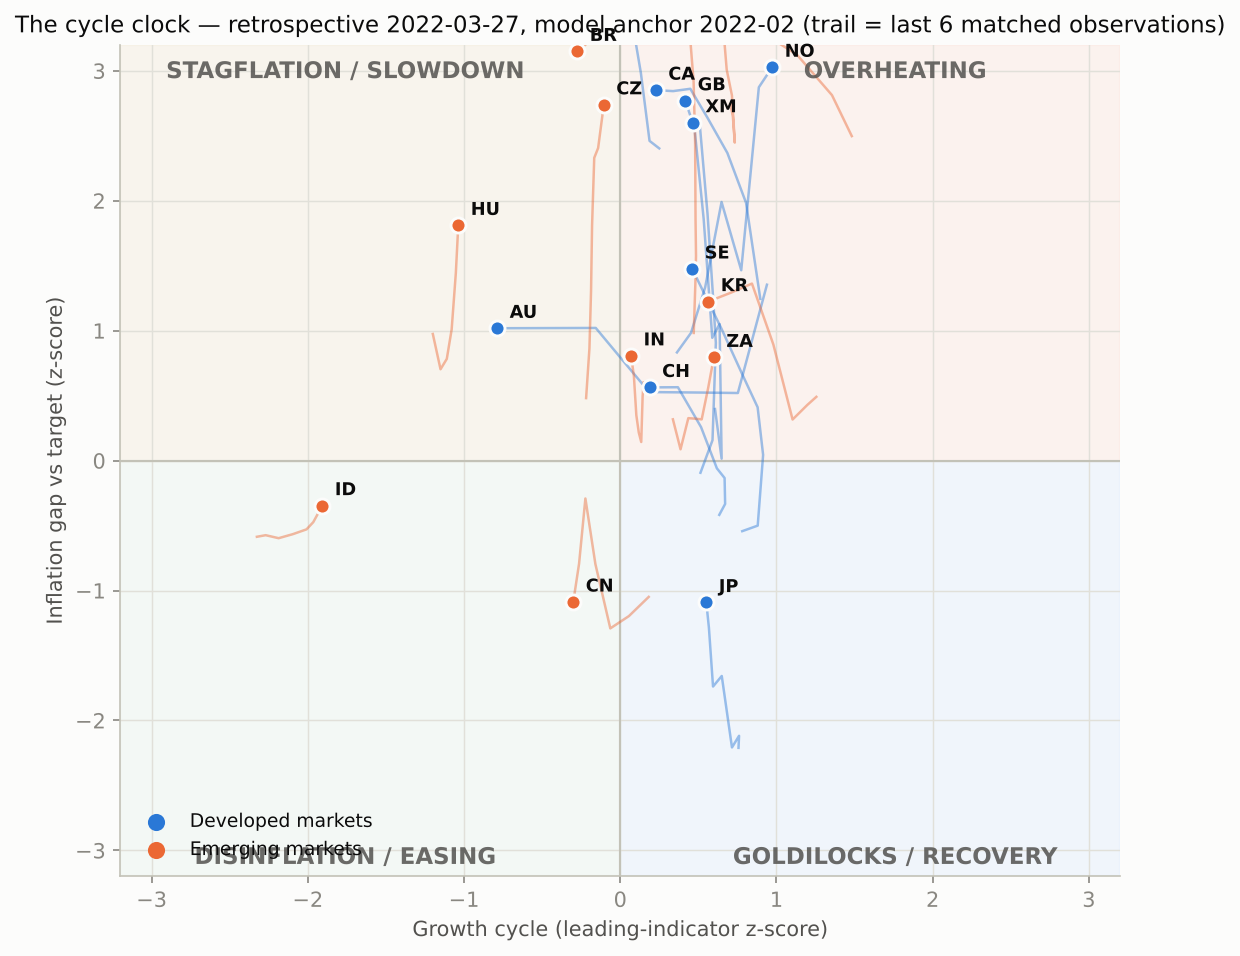 The cycle clock — retrospective 2022-03-27, model anchor 2022-02 (trail = last 6 matched observations)
BR
NO
STAGFLATION / SLOWDOWN
OVERHEATING
CA
CZ
GB
XM
HU
SE
KR
AU
IN
ZA
CH
ID
CN
JP
Developed markets
Emerging markets
DISINFLATION / EASING
GOLDILOCKS / RECOVERY
3
2
1
0
−1
−2
−3
Inflation gap vs target (z-score)
−3 −2 −1 0 1 2 3
Growth cycle (leading-indicator z-score)